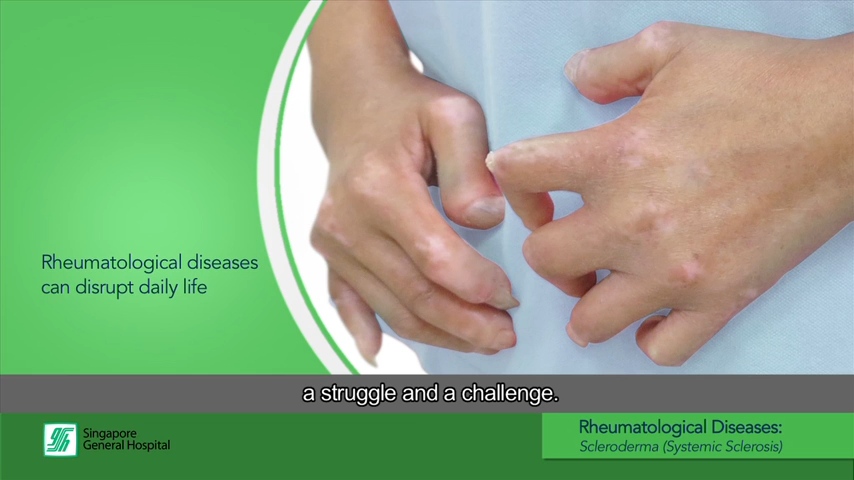 Rheumatological diseases
can disrupt daily life
a struggle and a challenge.
Singapore
General Hospital
Rheumatological Diseases:
Scleroderma (Systemic Sclerosis)